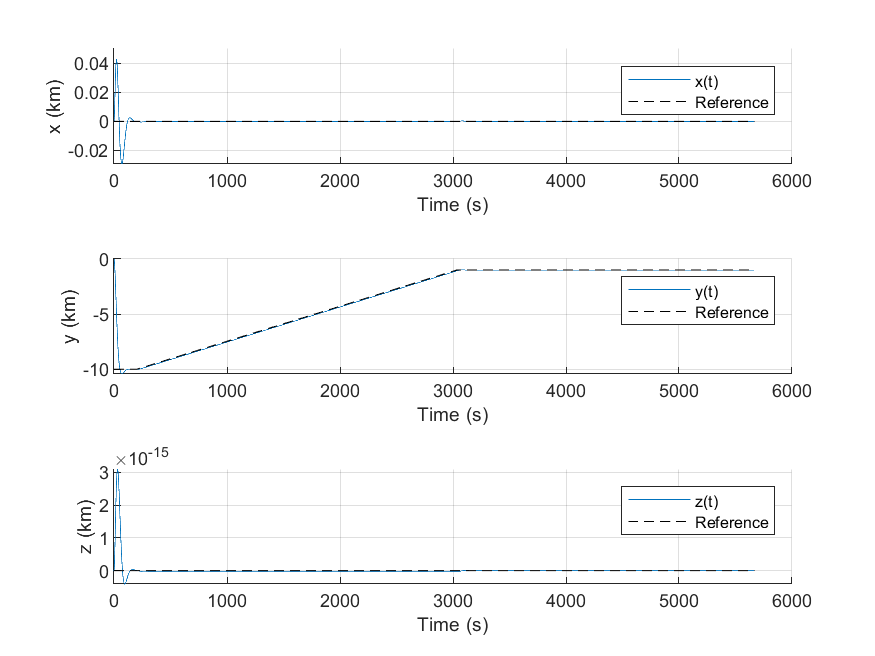 0.04
0.02
0
-0.02
x (km)
x(t)
Reference
0 1000 2000 3000 4000 5000 6000
Time (s)
0
-5
-10
y (km)
y(t)
Reference
0 1000 2000 3000 4000 5000 6000
Time (s)
×10-15
3
2
1
0
z (km)
z(t)
Reference
0 1000 2000 3000 4000 5000 6000
Time (s)